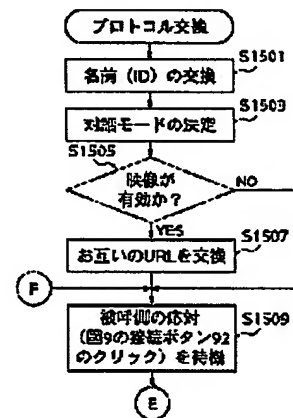 プロトコル交換
S1501
名前（ID）の交換
S1503
対話モードの決定
S1505
映像が
有効か？
NO
YES
S1507
お互いのURLを交換
F
S1509
被呼側の応対
（図9の接続ボタン92
のクリック）を待機
E